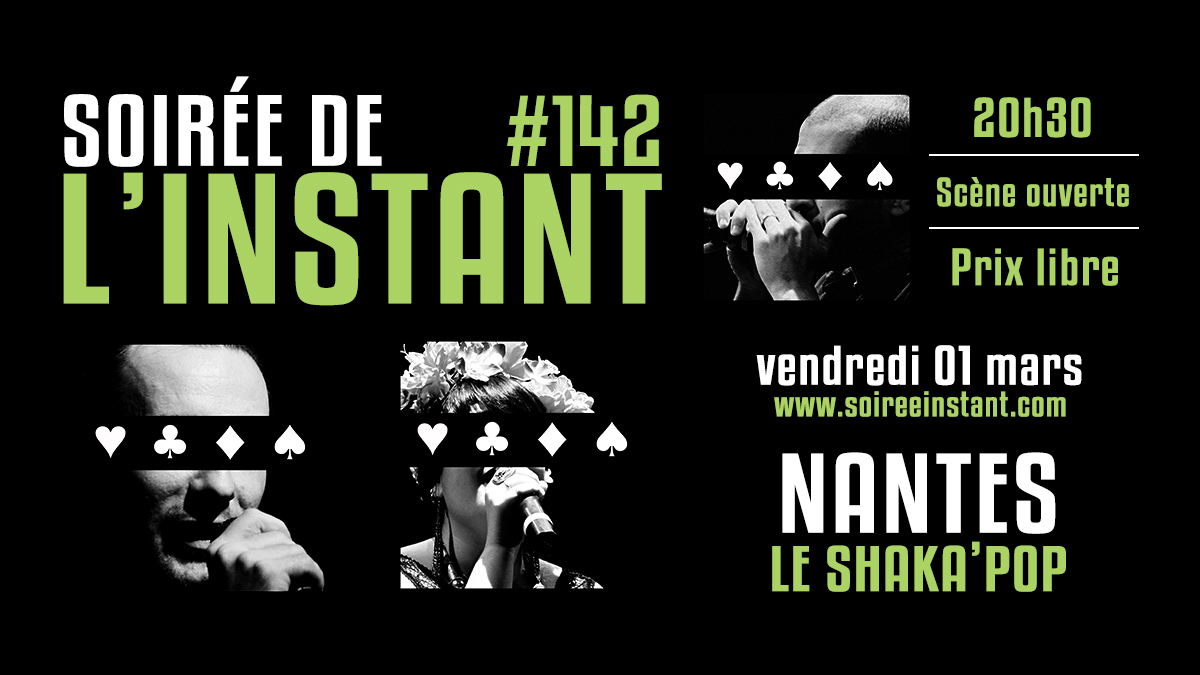 SOIRÉE DE #142
L'INSTANT
20h30
Scène ouverte
Prix libre
vendredi 01 mars
www.soireeinstant.com
NANTES
LE SHAKA'POP